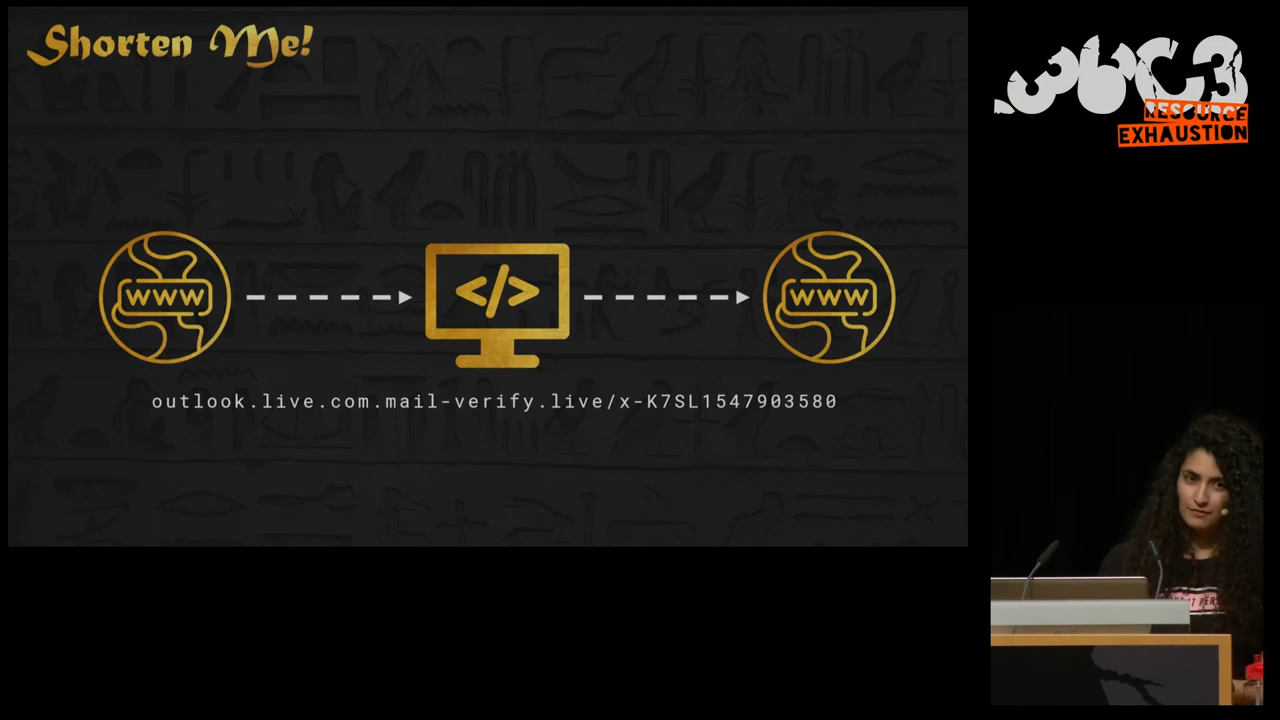 Shorten Me!
36C3
RESOURCE
EXHAUSTION
WWW
</>
WWW
outlook.live.com.mail-verify.live/x-K7SL1547903580